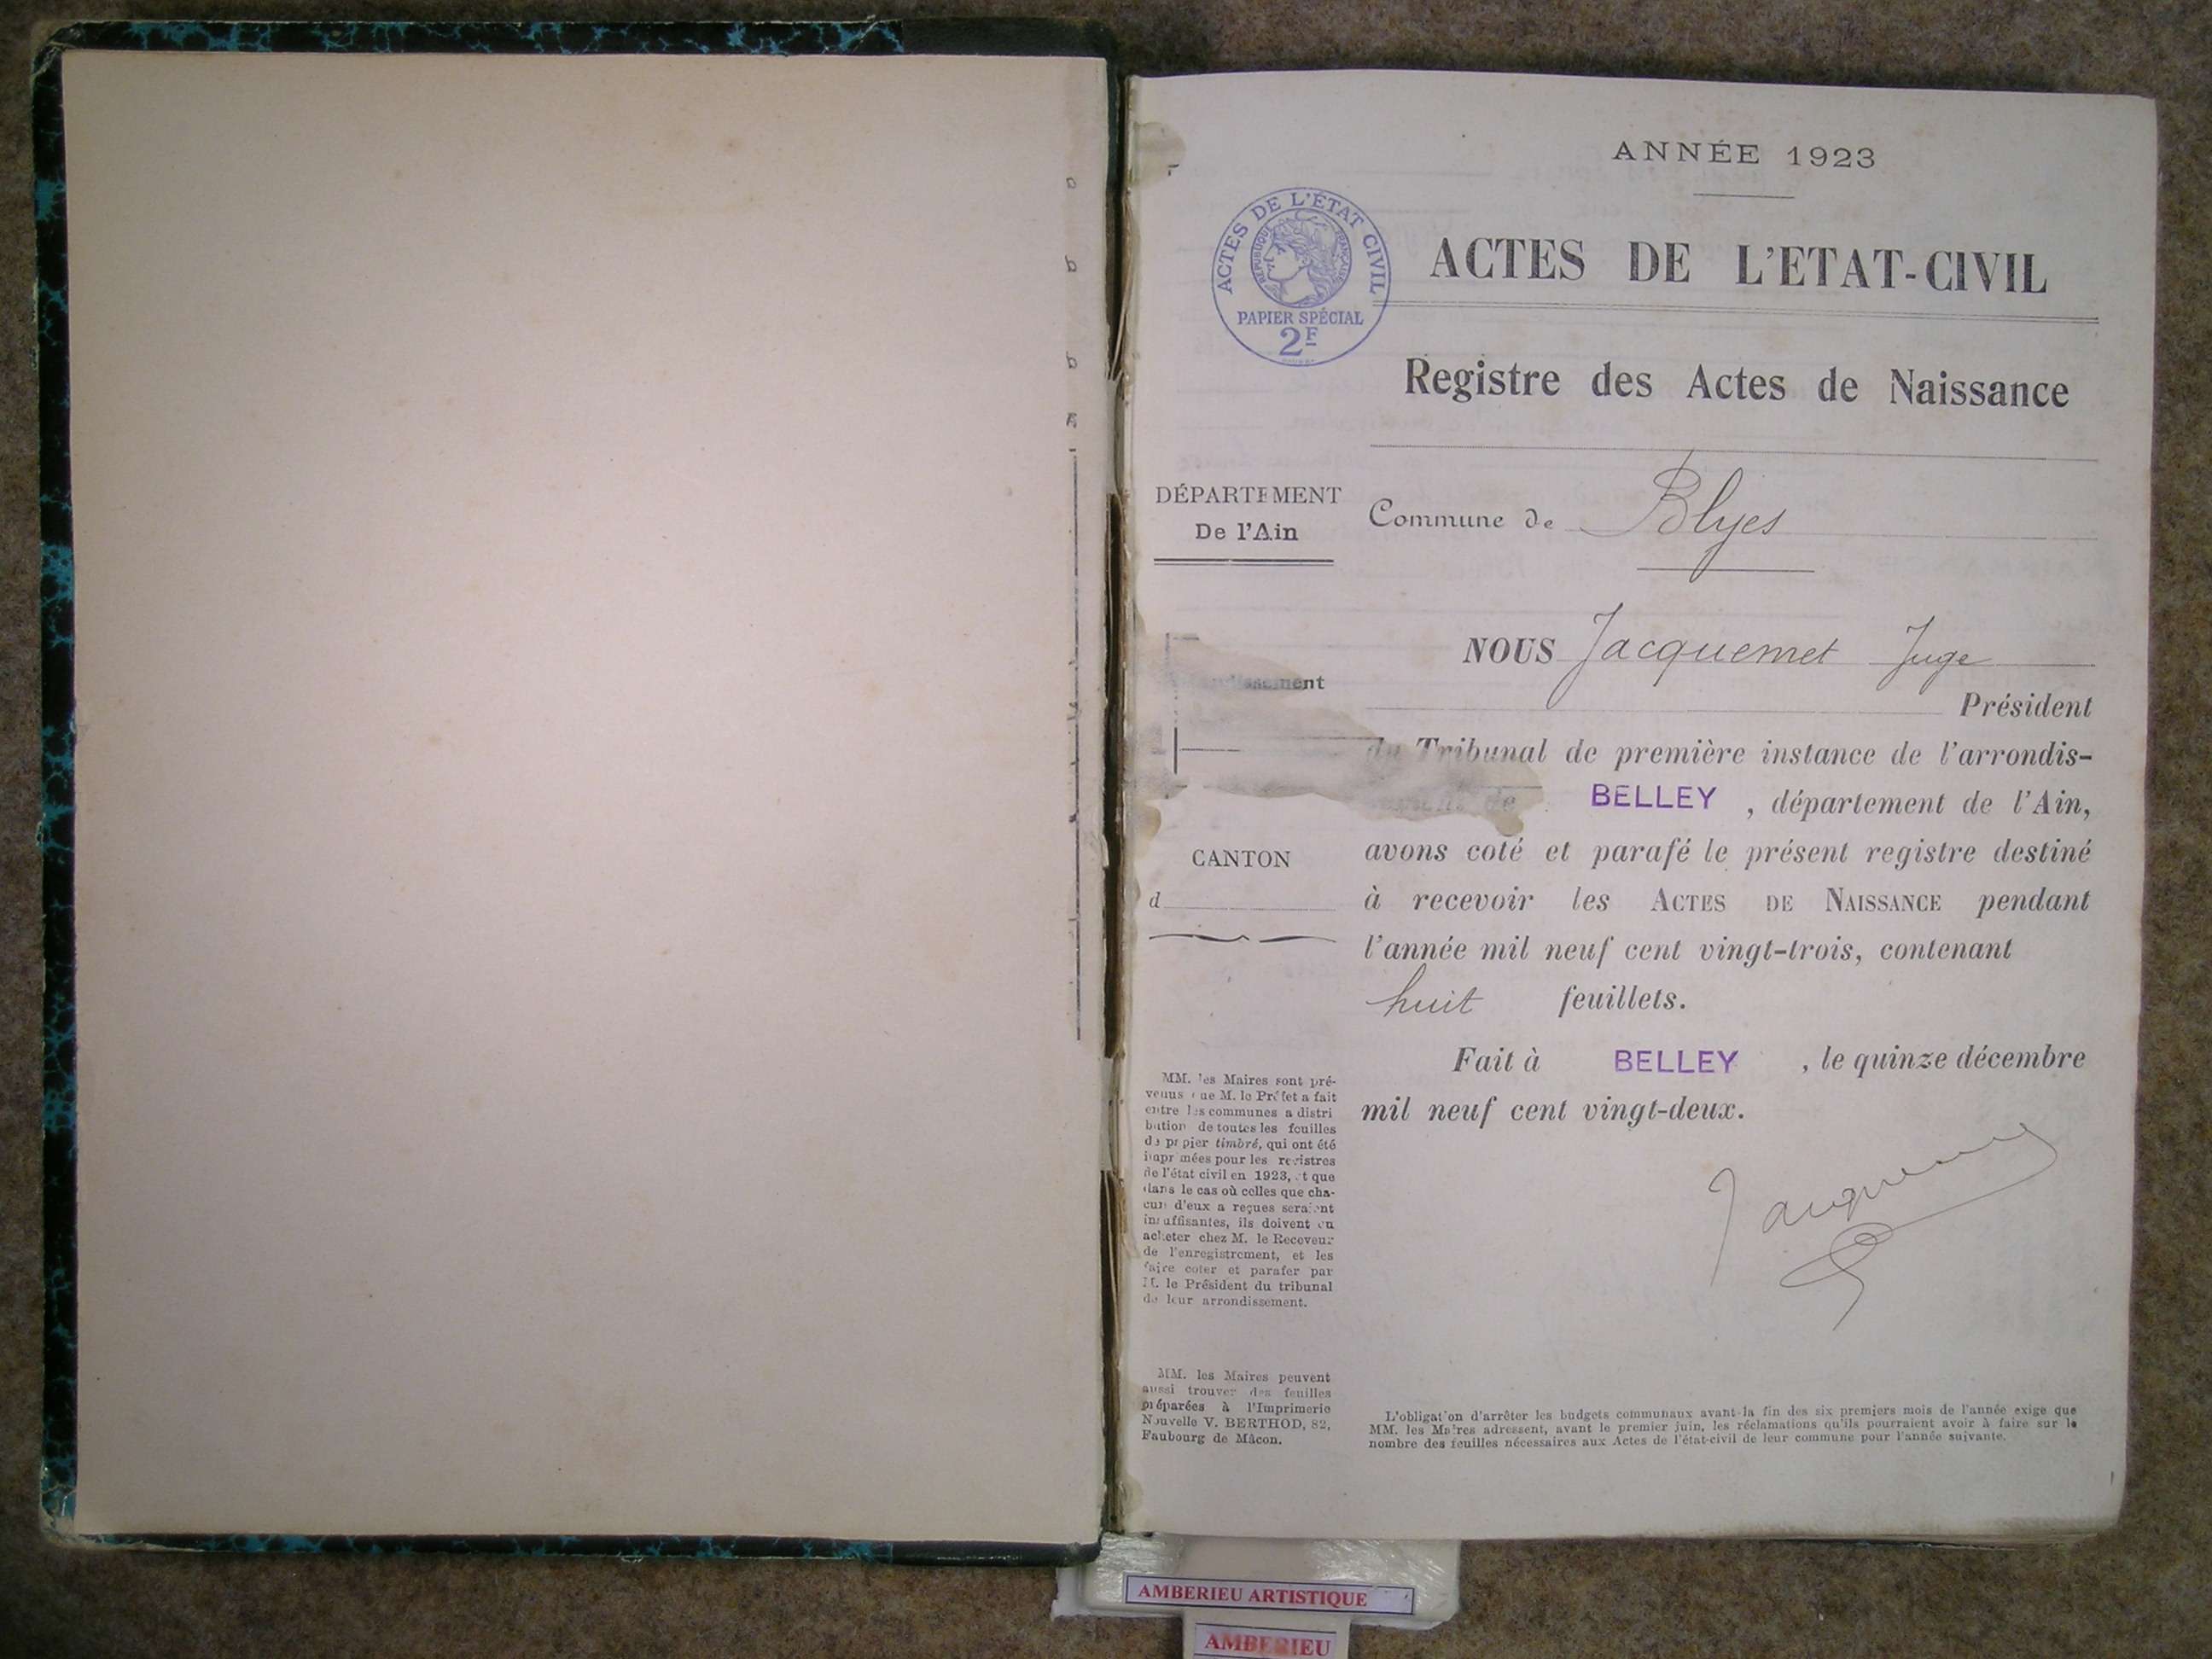 ANNÉE 1923
ACTES DE L'ÉTAT CIVIL
RÉPUBLIQUE FRANÇAISE
PAPIER SPÉCIAL
2F
ACTES DE L'ETAT-CIVIL
Registre des Actes de Naissance
DÉPARTEMENT
De l'Ain
Commune de Blyes
NOUS Jacquemet Juge
Président
du Tribunal de première instance de l'arrondis-
de BELLEY, département de l'Ain,
avons coté et parafé le présent registre destiné
à recevoir les ACTES DE NAISSANCE pendant
l'année mil neuf cent vingt-trois, contenant
huit feuillets.
CANTON
d
Fait à BELLEY, le quinze décembre
mil neuf cent vingt-deux.
Jacquemet
MM. les Maires sont pré-
venus que M. le Préfet a fait
entre les communes a distri
bution de toutes les feuilles
de papier timbré, qui ont été
imprimées pour les registres
de l'état civil en 1923, et que
dans le cas où celles que cha-
cun d'eux a reçues seraient
insuffisantes, ils doivent en
acheter chez M. le Receveur
de l'enregistrement, et les
faire coter et parafer par
M. le Président du tribunal
de leur arrondissement.
MM. les Maires peuvent
aussi trouver des feuilles
préparées à l'Imprimerie
Nouvelle V. BERTHOD, 82,
Faubourg de Mâcon.
L'obligation d'arrêter les budgets communaux avant la fin des six premiers mois de l'année exige que
MM. les Maires adressent, avant le premier juin, les réclamations qu'ils pourraient avoir à faire sur le
nombre des feuilles nécessaires aux Actes de l'état-civil de leur commune pour l'année suivante.
AMBERIEU ARTISTIQUE
AMBERIEU